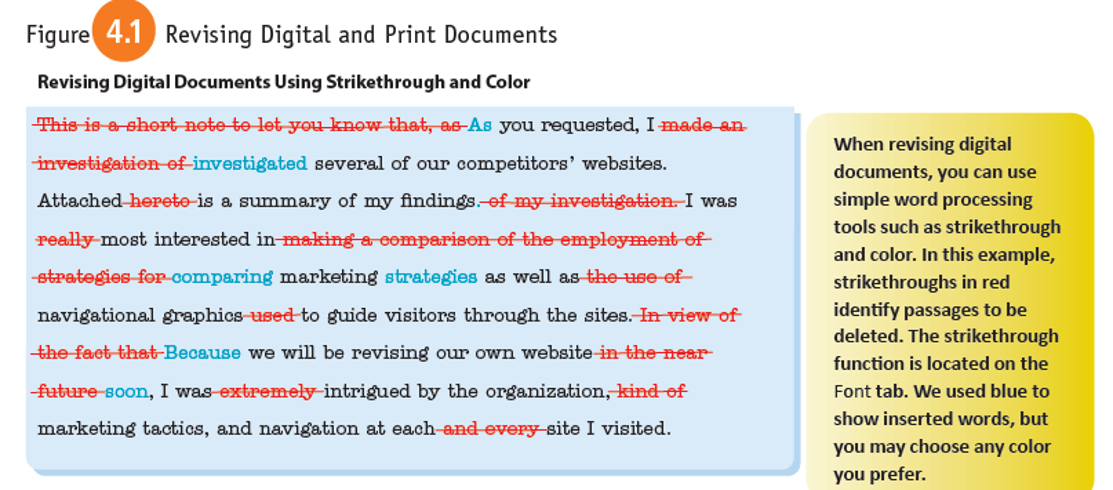 Figure 4.1 Revising Digital and Print Documents
Revising Digital Documents Using Strikethrough and Color
This is a short note to let you know that, as As you requested, I made an
investigation of investigated several of our competitors’ websites.
Attached hereto is a summary of my findings. of my investigation. I was
really most interested in making a comparison of the employment of
strategies for comparing marketing strategies as well as the use of
navigational graphics used to guide visitors through the sites. In view of
the fact that Because we will be revising our own website in the near
future soon, I was extremely intrigued by the organization, kind of
marketing tactics, and navigation at each and every site I visited.
When revising digital
documents, you can use
simple word processing
tools such as strikethrough
and color. In this example,
strikethroughs in red
identify passages to be
deleted. The strikethrough
function is located on the
Font tab. We used blue to
show inserted words, but
you may choose any color
you prefer.